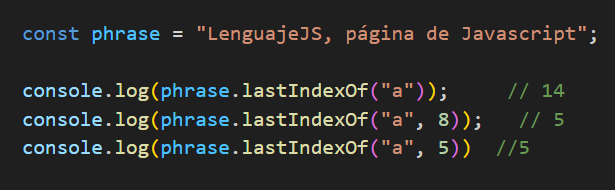 const phrase = "LenguajeJS, página de Javascript";
console.log(phrase.lastIndexOf("a")); // 14
console.log(phrase.lastIndexOf("a", 8)); // 5
console.log(phrase.lastIndexOf("a", 5)) //5